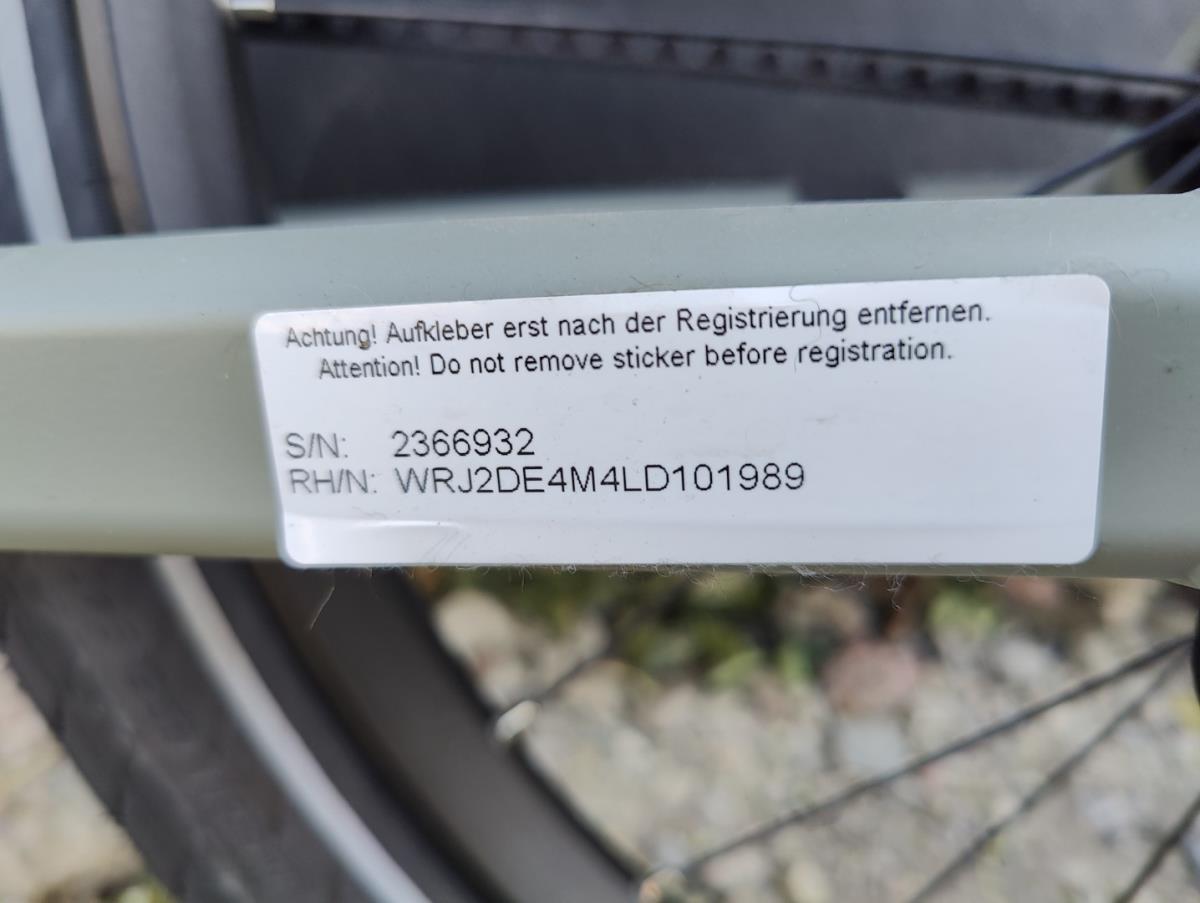 Achtung! Aufkleber erst nach der Registrierung entfernen.
Attention! Do not remove sticker before registration.
S/N: 2366932
RH/N: WRJ2DE4M4LD101989